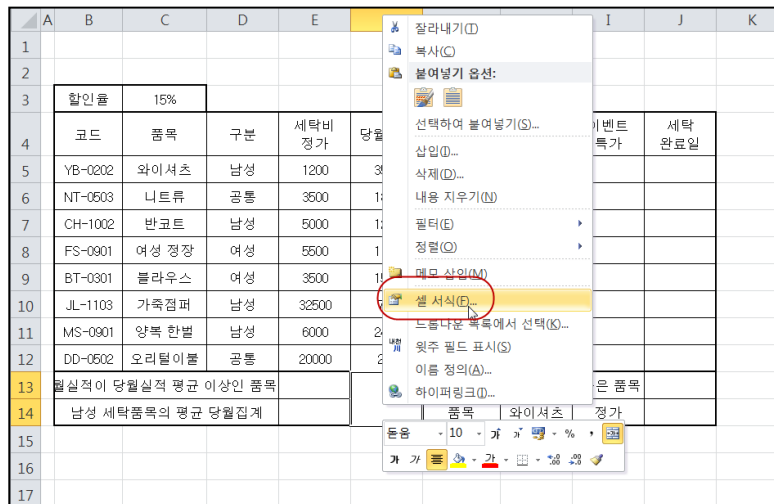 A B C D E I J K
1
2
3 할인율 15%
4 코드 품목 구분 세탁비 정가 세탁 완료일
5 YB-0202 와이셔츠 남성 1200
6 NT-0503 니트류 공통 3500
7 CH-1002 반코트 남성 5000
8 FS-0901 여성 정장 여성 5500
9 BT-0301 블라우스 여성 3500
10 JL-1103 가죽점퍼 남성 32500
11 MS-0901 양복 한벌 남성 6000
12 DD-0502 오리털이불 공통 20000
13 월실적이 당월실적 평균 이상인 품목 은 품목
14 남성 세탁품목의 평균 당월집계 품목 와이셔츠 정가
15
16
17
잘라내기(T)
복사(C)
붙여넣기 옵션:
선택하여 붙여넣기(S)...
삽입(I)...
삭제(D)...
내용 지우기(N)
필터(E)
정렬(O)
메모 삽입(M)
셀 서식(F)...
드롭다운 목록에서 선택(K)...
윗주 필드 표시(S)
이름 정의(A)...
하이퍼링크(I)...
돋움 10 가 가 % ,
가 가 가